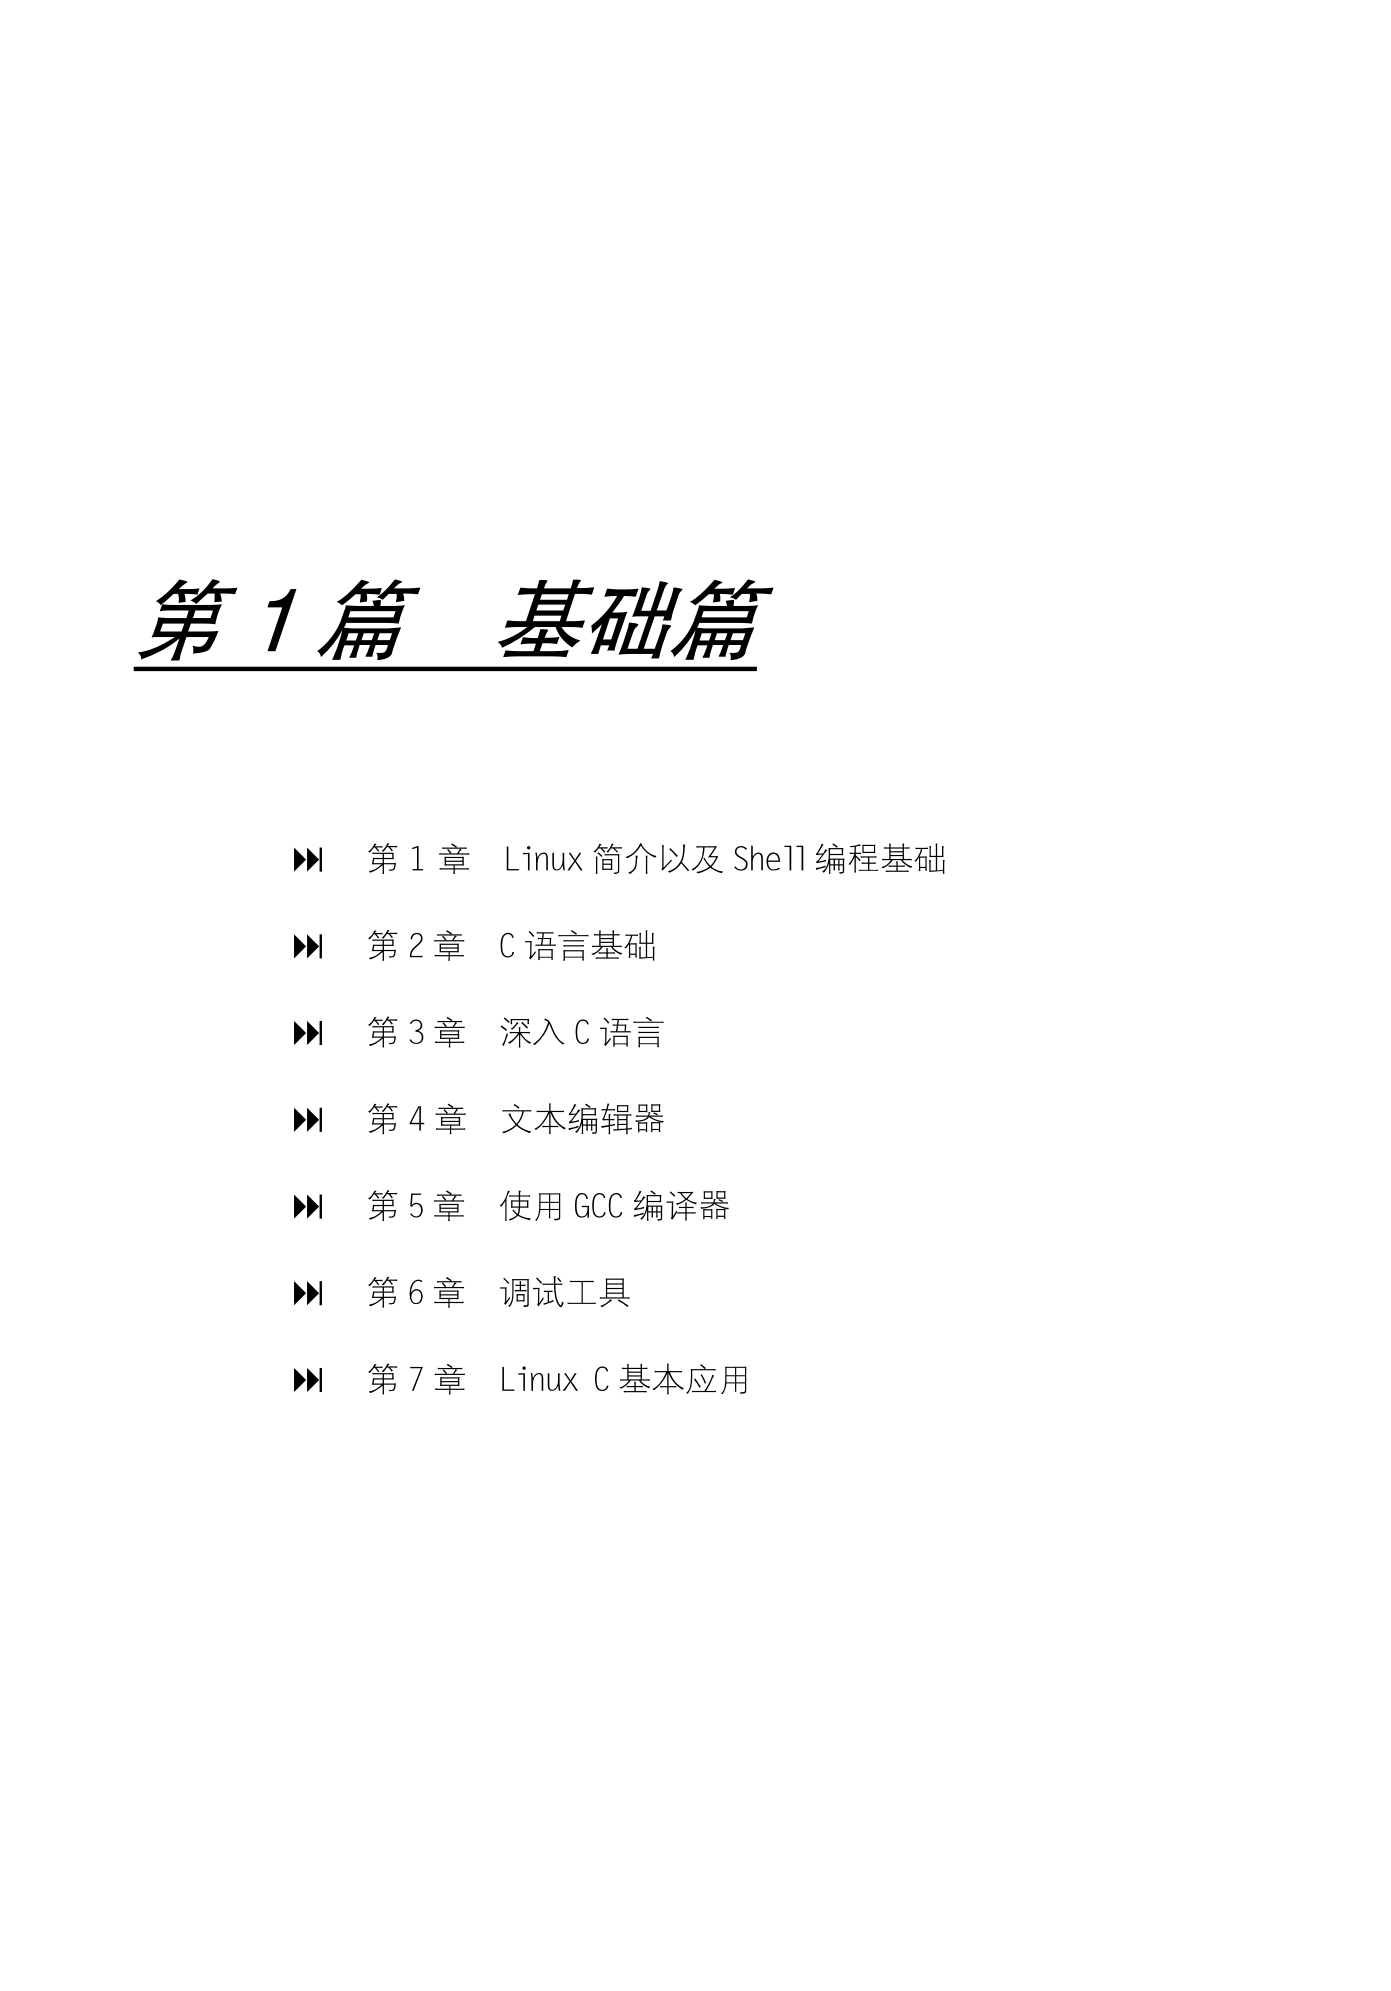 第 1 篇　基础篇
第 1 章　Linux 简介以及 Shell 编程基础
第 2 章　C 语言基础
第 3 章　深入 C 语言
第 4 章　文本编辑器
第 5 章　使用 GCC 编译器
第 6 章　调试工具
第 7 章　Linux C 基本应用